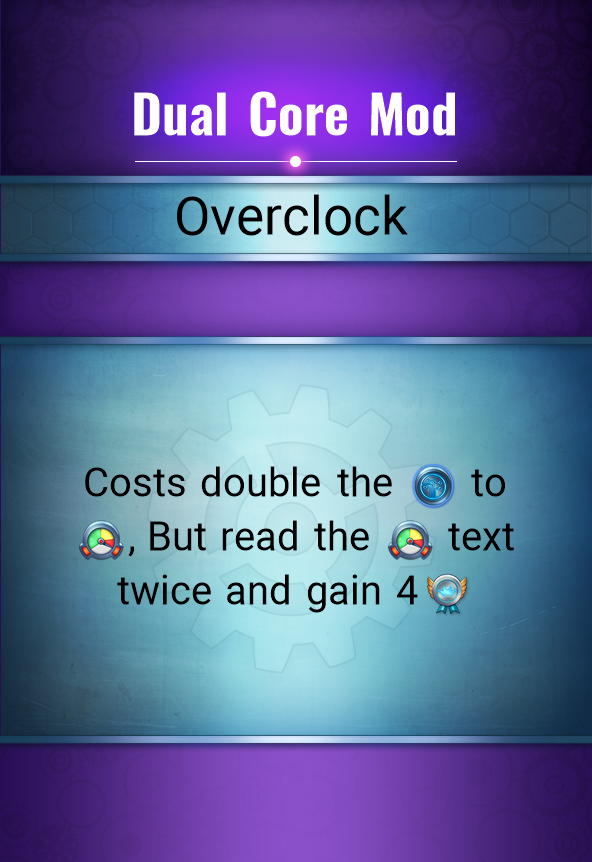 Dual Core Mod
Overclock
Costs double the to
, But read the text
twice and gain 4